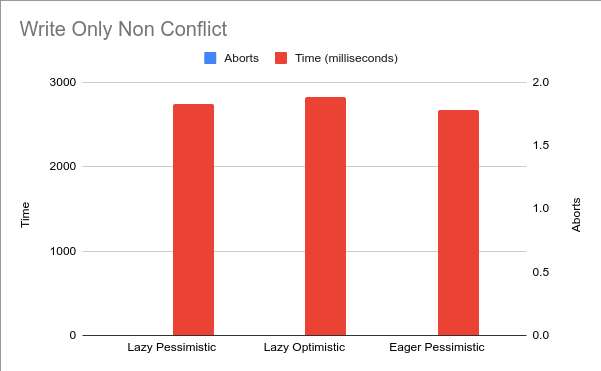 Write Only Non Conflict
Aborts Time (milliseconds)
3000 2.0
1.5
2000
1.0
1000
0.5
0 0.0
Time
Aborts
Lazy Pessimistic Lazy Optimistic Eager Pessimistic